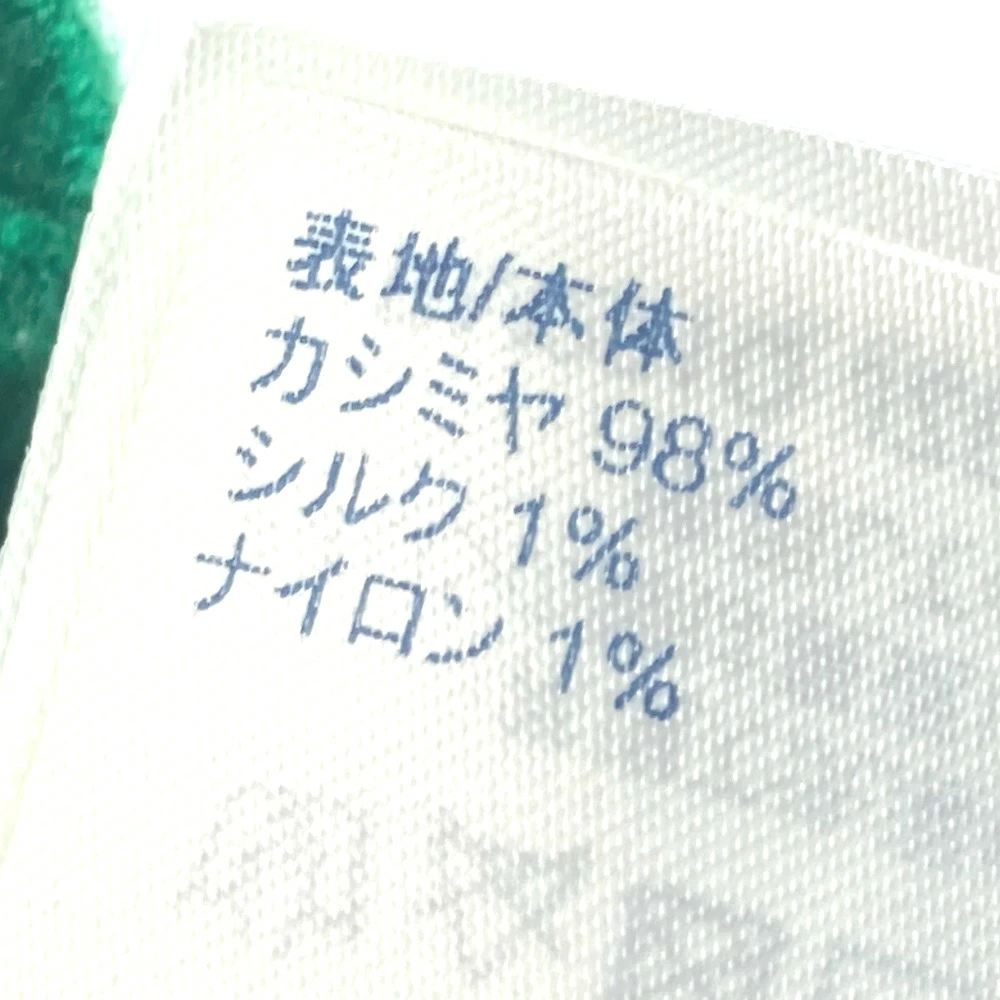 表地/本体
カシミヤ 98%
シルク 1%
ナイロン 1%